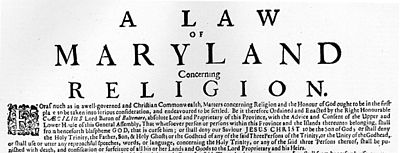 A LAW
OF
MARYLAND
Concerning
RELIGION.
Forasmuch as in a well-governed and Christian Commonwealth, Matters concerning Religion and the Honour of God ought to be in the first
place to be taken into serious consideration, and endeavoured to be settled. Be it therefore Ordained and Enacted by the Right Honourable
CÆCILIUS Lord Baron of Baltemore, absolute Lord and Proprietary of this Province, with the Advice and Consent of the Upper and
Lower House of this General Assembly, That whatsoever person or persons within this Province and the Islands thereunto belonging, shall
from henceforth blaspheme GOD, that is curse him; or shall deny our Saviour JESUS CHRIST to be the Son of God; or shall deny
the Holy Trinity, the Father, Son, & Holy Ghost; or the Godhead of any of the said Three Persons of the Trinity, or the Unity of the Godhead,
or shall use or utter any reproachful speeches, words, or language, concerning the Holy Trinity, or any of the said three Persons thereof, shall be pu-
nished with death, and confiscation or forfeiture of all his or her Lands and Goods to the Lord Proprietary and his Heirs.